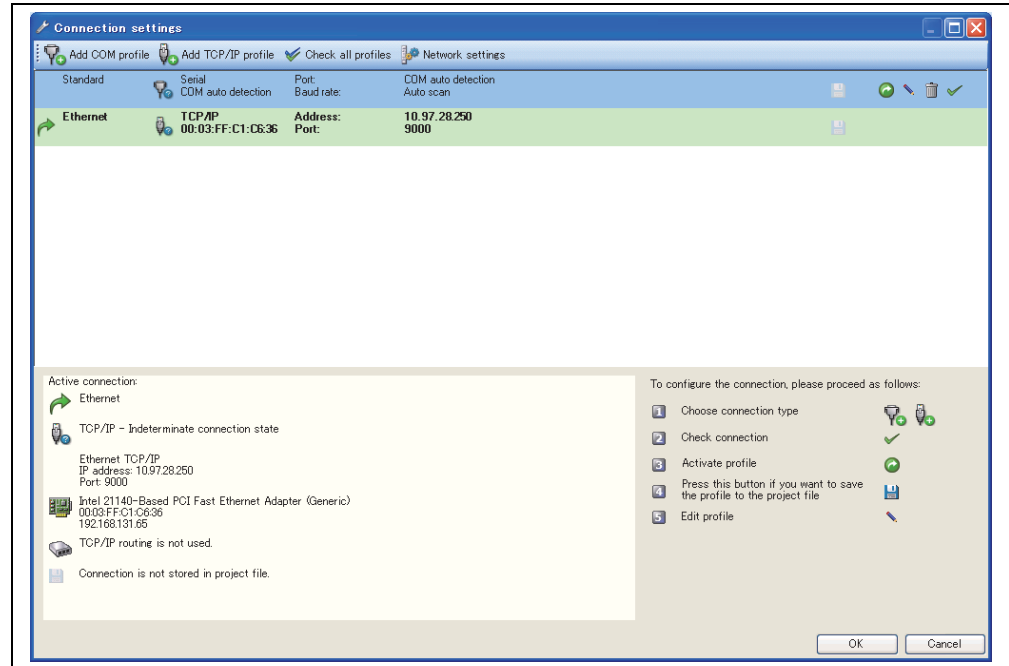 Connection settings
Add COM profile Add TCP/IP profile Check all profiles Network settings
Standard Serial Port: COM auto detection
COM auto detection Baud rate: Auto scan
Ethernet TCP/IP Address: 10.97.28.250
00:03:FF:C1:C6:36 Port: 9000
Active connection:
Ethernet
TCP/IP - Indeterminate connection state
Ethernet TCP/IP
IP address: 10.97.28.250
Port: 9000
Intel 21140-Based PCI Fast Ethernet Adapter (Generic)
00:03:FF:C1:C6:36
192.168.131.65
TCP/IP routing is not used.
Connection is not stored in project file.
To configure the connection, please proceed as follows:
1 Choose connection type
2 Check connection
3 Activate profile
4 Press this button if you want to save
the profile to the project file
5 Edit profile
OK Cancel